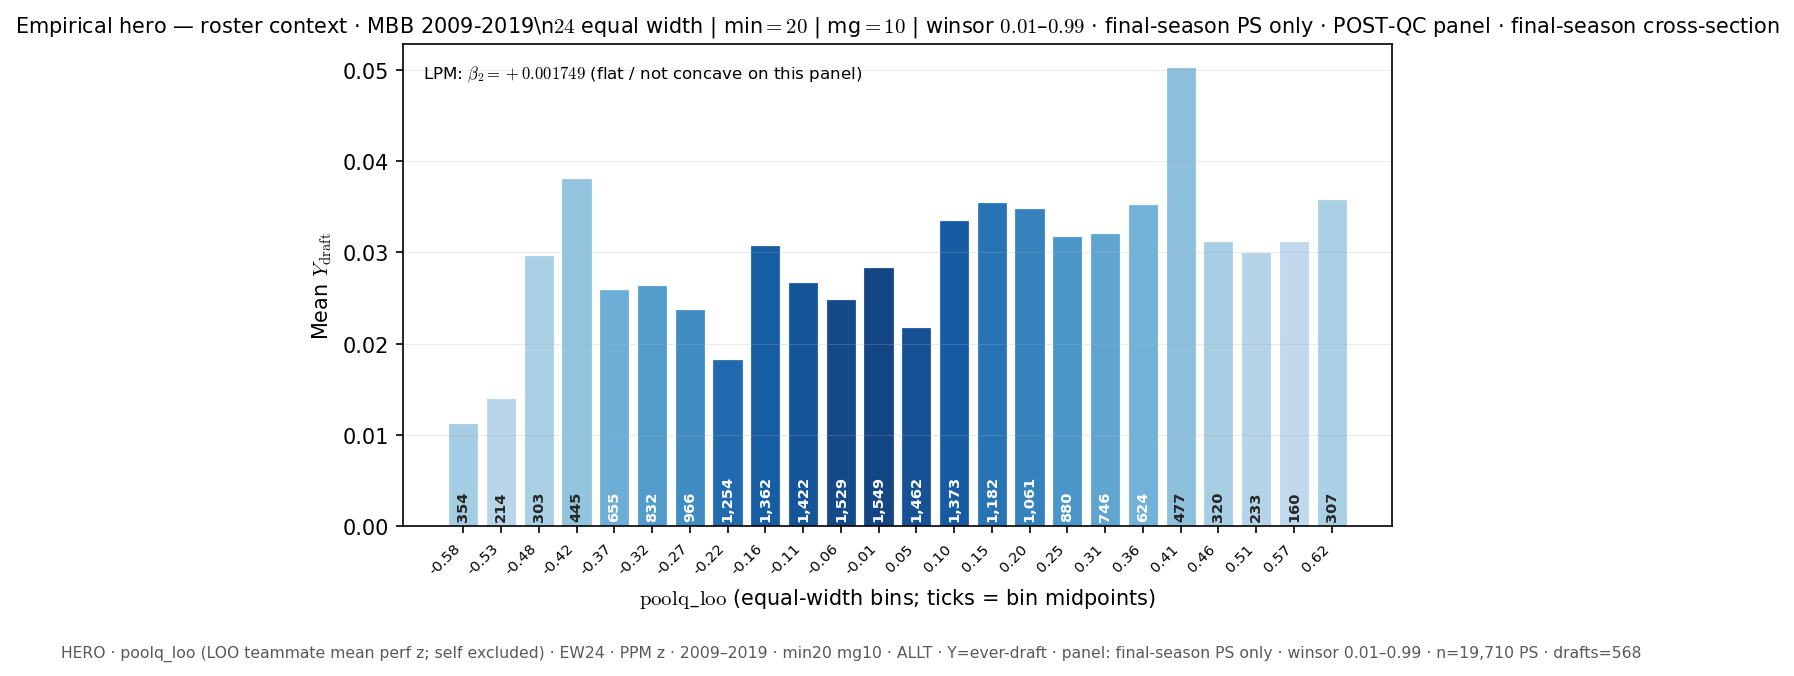 Empirical hero — roster context · MBB 2009-2019\n24 equal width | min = 20 | mg = 10 | winsor 0.01–0.99 · final-season PS only · POST-QC panel · final-season cross-section
LPM: β₂ = +0.001749 (flat / not concave on this panel)
Mean Y_draft
0.05
0.04
0.03
0.02
0.01
0.00
354 214 303 445 655 832 966 1,254 1,362 1,422 1,529 1,549 1,462 1,373 1,182 1,061 880 746 624 477 320 233 160 307
-0.58 -0.53 -0.48 -0.42 -0.37 -0.32 -0.27 -0.22 -0.16 -0.11 -0.06 -0.01 0.05 0.10 0.15 0.20 0.25 0.31 0.36 0.41 0.46 0.51 0.57 0.62
poolq_loo (equal-width bins; ticks = bin midpoints)
HERO · poolq_loo (LOO teammate mean perf z; self excluded) · EW24 · PPM z · 2009–2019 · min20 mg10 · ALLT · Y=ever-draft · panel: final-season PS only · winsor 0.01–0.99 · n=19,710 PS · drafts=568